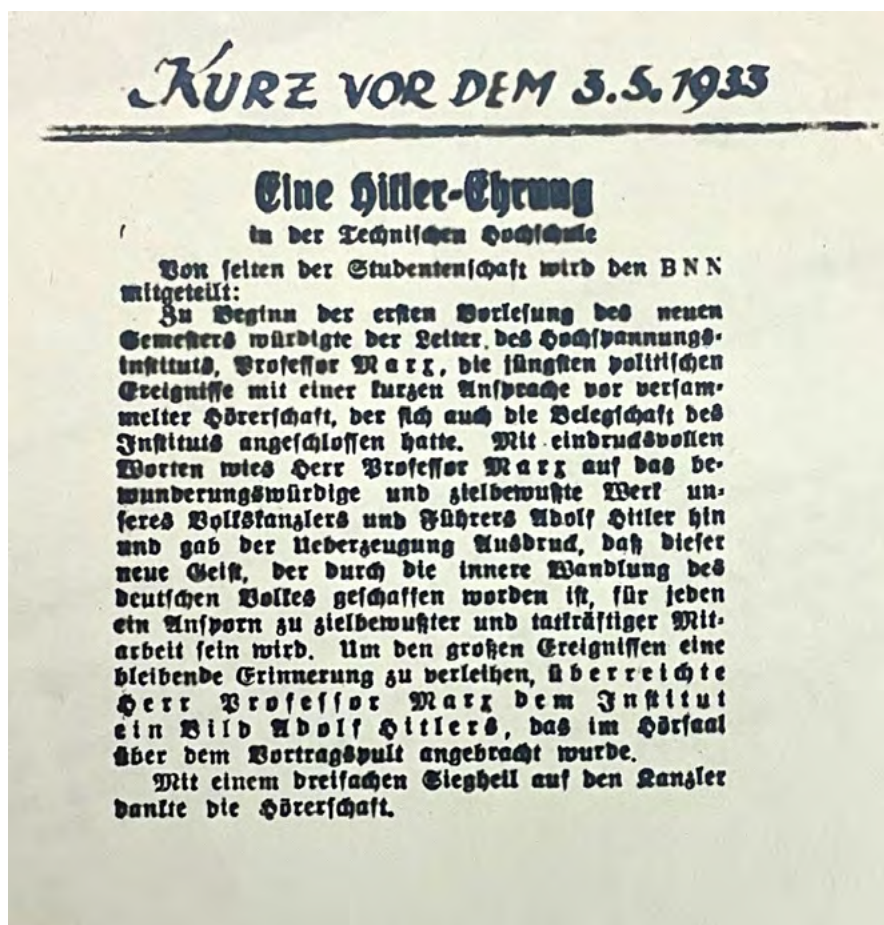 KURZ VOR DEM 3.5.1933
Eine Hitler-Ehrung
in der Technischen Hochschule
Von seiten der Studentenschaft wird den BNN
mitgeteilt:
Zu Beginn der ersten Vorlesung des neuen
Semesters würdigte der Leiter des Hochspannungs-
instituts, Professor Marx, die jüngsten politischen
Ereignisse mit einer kurzen Ansprache vor versam-
melter Hörerschaft, der sich auch die Belegschaft des
Instituts angeschlossen hatte. Mit eindrucksvollen
Worten wies Herr Professor Marx auf das be-
wunderungswürdige und zielbewußte Werk un-
seres Volkskanzlers und Führers Adolf Hitler hin
und gab der Ueberzeugung Ausdruck, daß dieser
neue Geist, der durch die innere Wandlung des
deutschen Volkes geschaffen worden ist, für jeden
ein Ansporn zu zielbewußter und tatkräftiger Mit-
arbeit sein wird. Um den großen Ereignissen eine
bleibende Erinnerung zu verleihen, überreichte
Herr Professor Marx dem Institut
ein Bild Adolf Hitlers, das im Hörsaal
über dem Vortragspult angebracht wurde.
Mit einem dreifachen Siegheil auf den Kanzler
dankte die Hörerschaft.